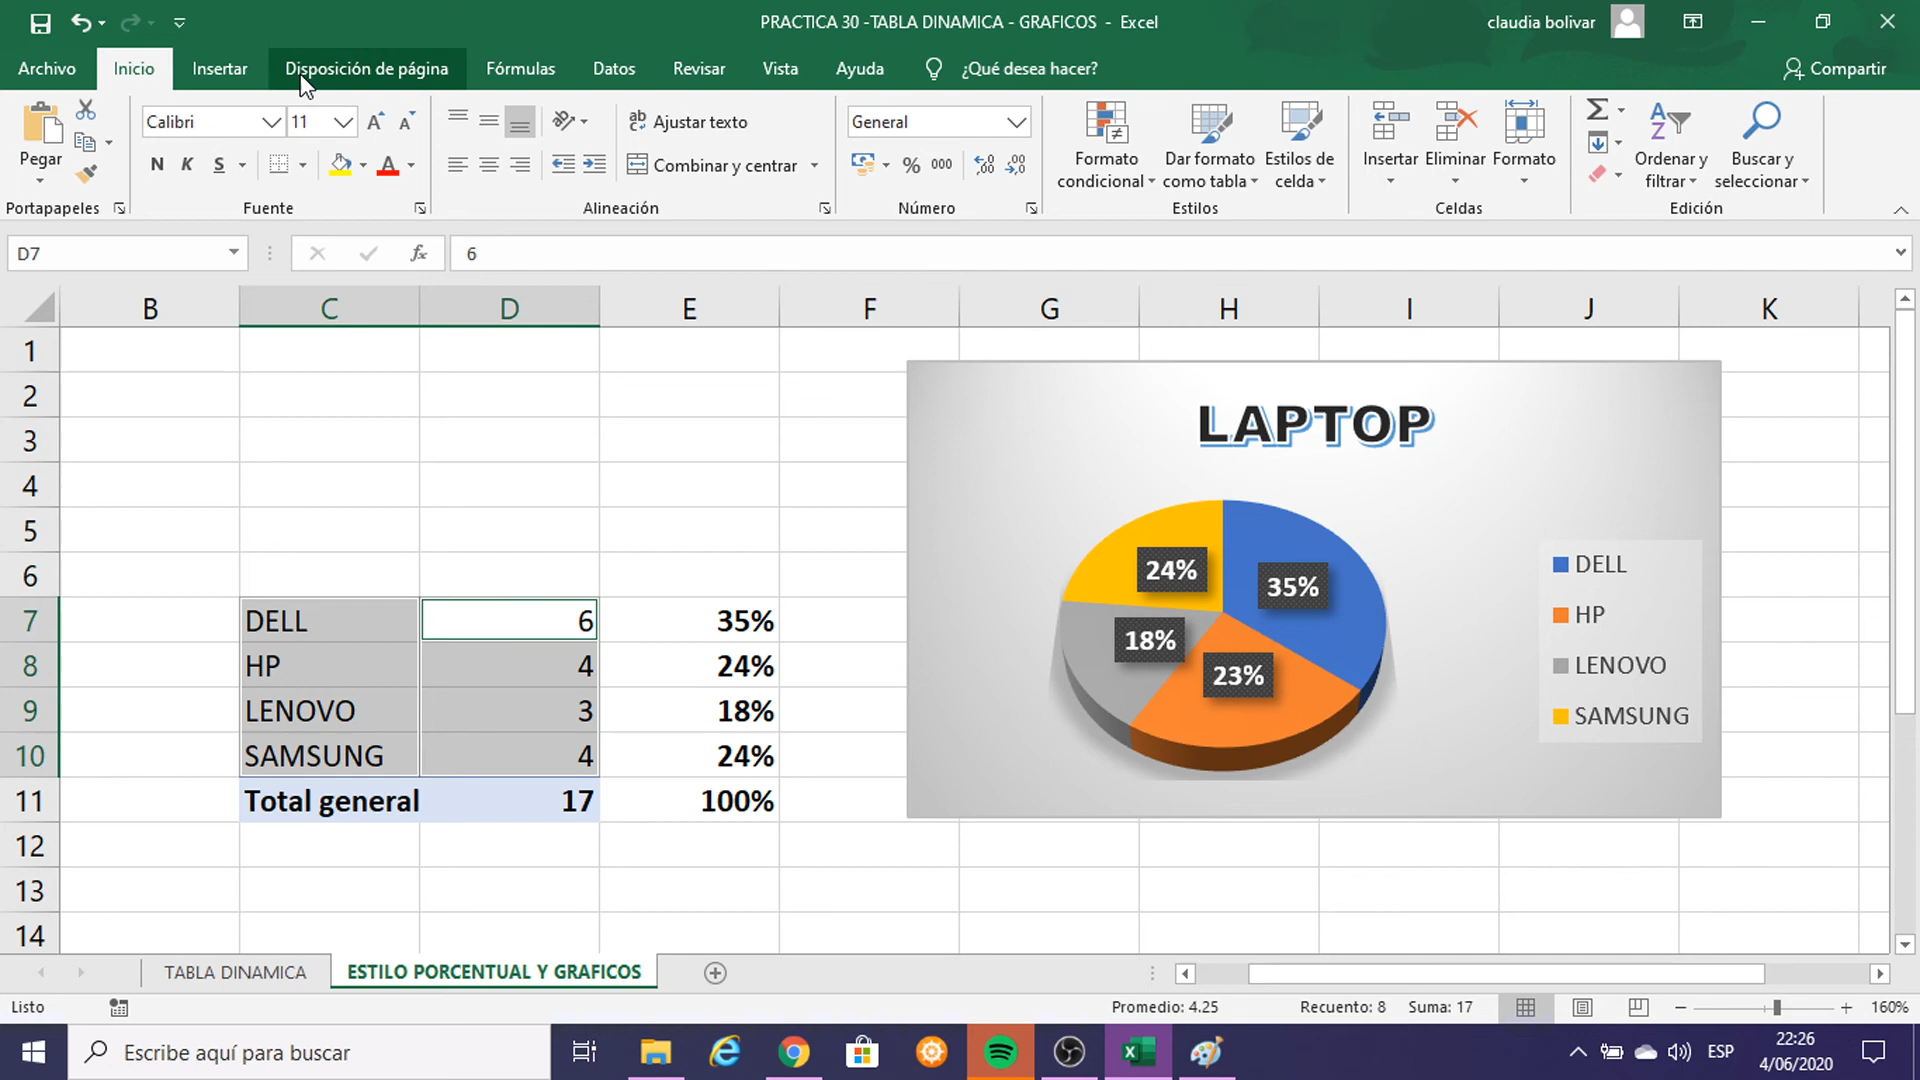 PRACTICA 30 -TABLA DINAMICA - GRAFICOS - Excel
claudia bolivar
Archivo Inicio Insertar Disposición de página Fórmulas Datos Revisar Vista Ayuda ¿Qué desea hacer? Compartir
Pegar
Portapapeles
Calibri 11
N K S
A
Fuente
Ajustar texto
Combinar y centrar
Alineación
General
% 000
Número
Formato condicional
Dar formato como tabla
Estilos de celda
Estilos
Insertar Eliminar Formato
Celdas
Ordenar y filtrar
Buscar y seleccionar
Edición
D7 fx 6
B C D E F G H I J K
1
2
3
4
5
6
7 DELL 6 35%
8 HP 4 24%
9 LENOVO 3 18%
10 SAMSUNG 4 24%
11 Total general 17 100%
12
13
14
LAPTOP
24% 35%
18% 23%
DELL
HP
LENOVO
SAMSUNG
TABLA DINAMICA ESTILO PORCENTUAL Y GRAFICOS
Listo Promedio: 4.25 Recuento: 8 Suma: 17 160%
Escribe aquí para buscar
ESP
22:26
4/06/2020